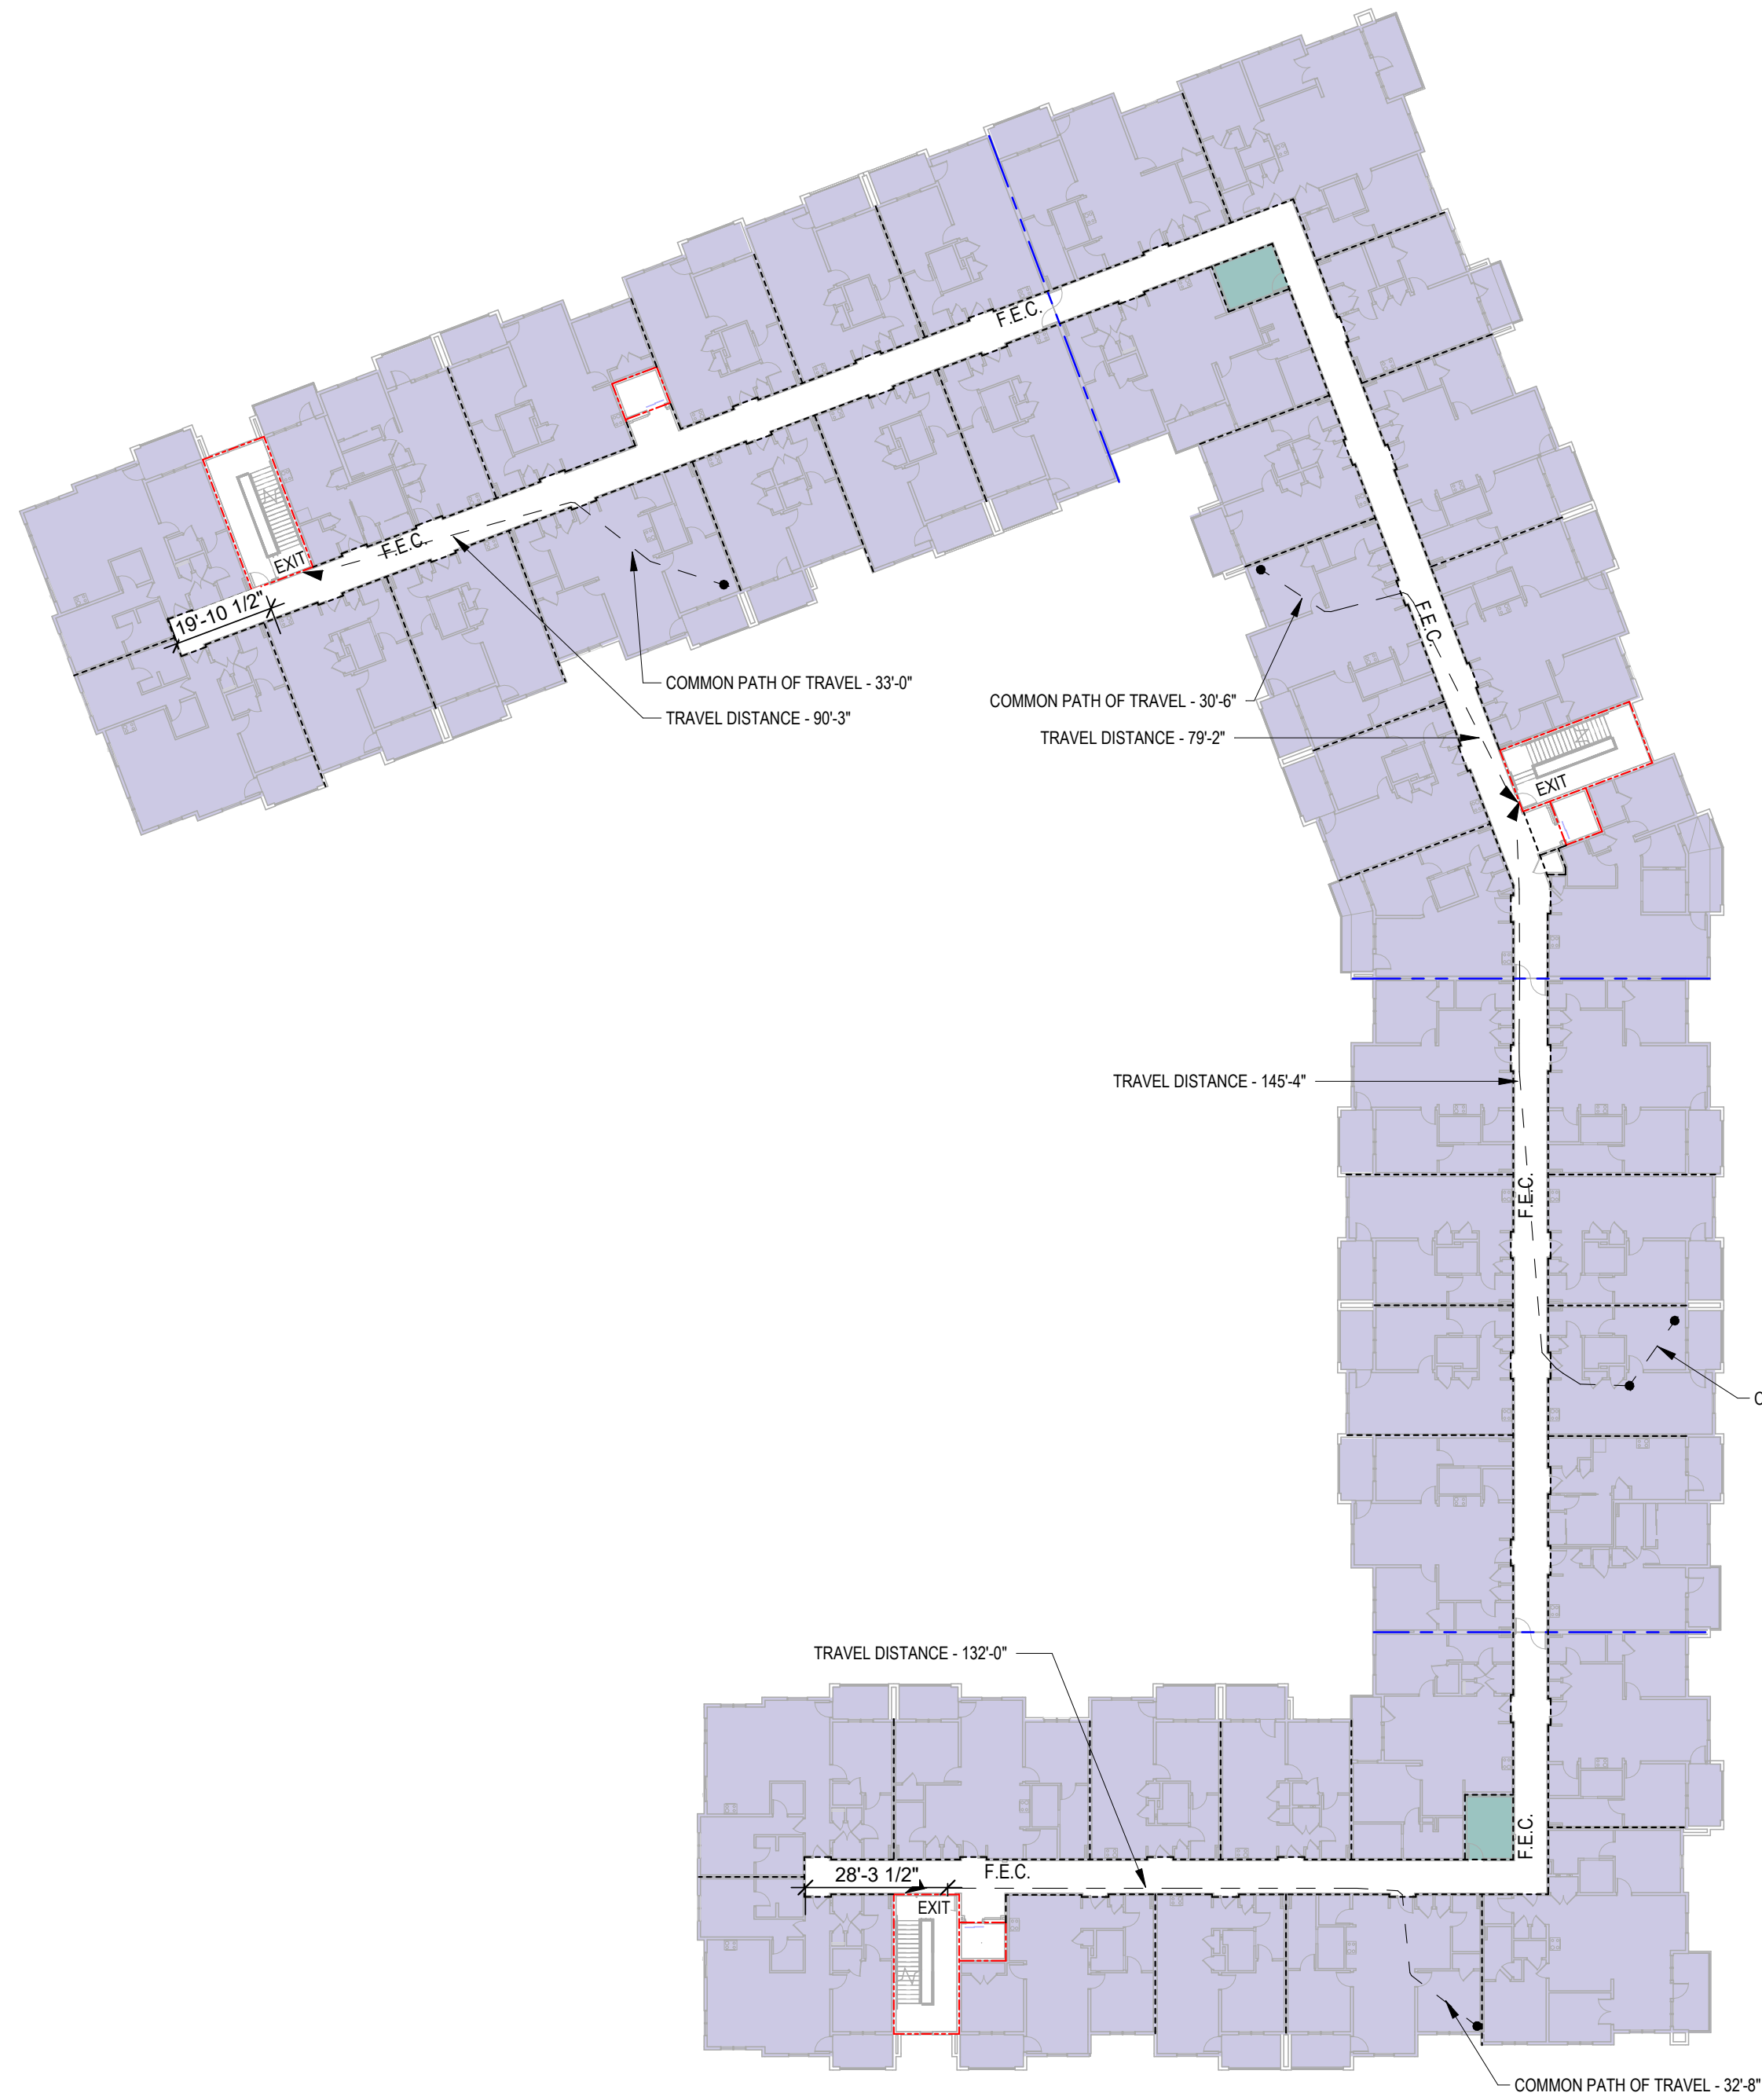 F.E.C.
F.E.C.
EXIT
19'-10 1/2"
COMMON PATH OF TRAVEL - 33'-0"
TRAVEL DISTANCE - 90'-3"
F.E.C.
COMMON PATH OF TRAVEL - 30'-6"
TRAVEL DISTANCE - 79'-2"
EXIT
TRAVEL DISTANCE - 145'-4"
F.E.C.
C
TRAVEL DISTANCE - 132'-0"
F.E.C.
28'-3 1/2"
F.E.C.
EXIT
COMMON PATH OF TRAVEL - 32'-8"